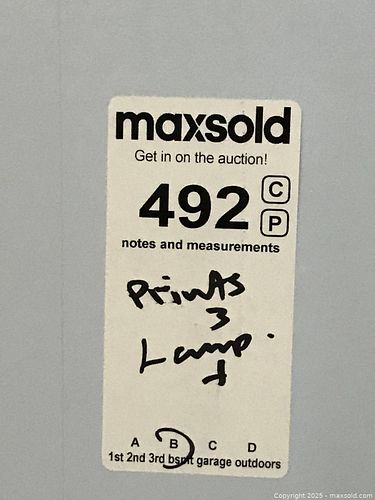 maxsold
Get in on the auction!
492 C
P
notes and measurements
Prints
3
Lamp.
1
A B C D
1st 2nd 3rd bsmt garage outdoors
Copyright 2025 - maxsold.com